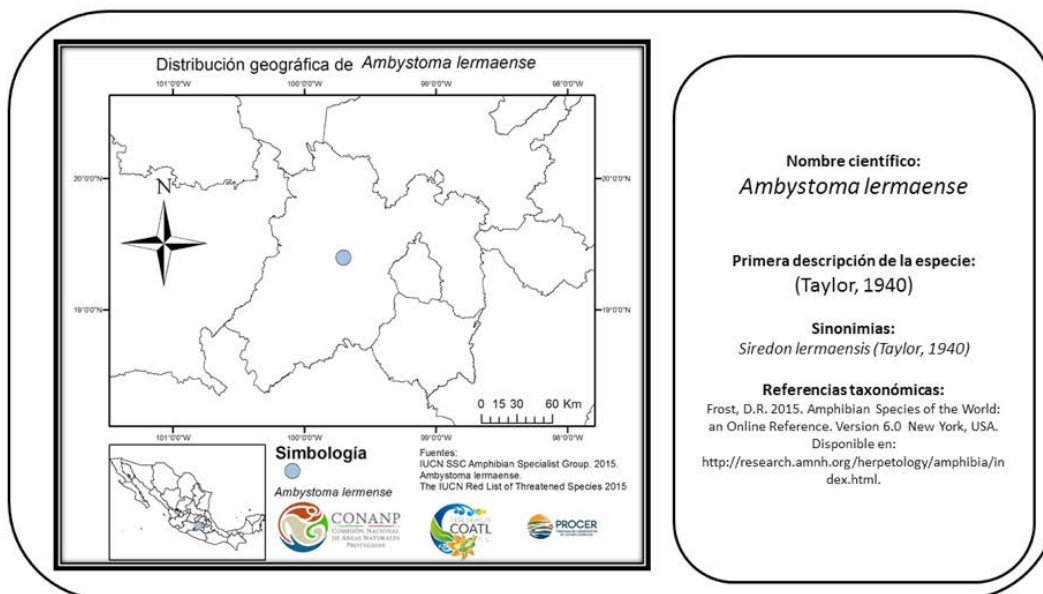 Distribución geográfica de Ambystoma lermaense
101°0'0"W 100°0'0"W 99°0'0"W 98°0'0"W
20°0'0"N 20°0'0"N
N
19°0'0"N 19°0'0"N
0 15 30 60 Km
101°0'0"W 100°0'0"W 99°0'0"W 98°0'0"W
Simbología
Ambystoma lermense
Fuentes:
IUCN SSC Amphibian Specialist Group. 2015.
Ambystoma lermaense.
The IUCN Red List of Threatened Species 2015
CONANP
COMISIÓN NACIONAL
DE ÁREAS NATURALES
PROTEGIDAS
COATL
PROCER
Nombre científico:
Ambystoma lermaense
Primera descripción de la especie:
(Taylor, 1940)
Sinonimias:
Siredon lermaensis (Taylor, 1940)
Referencias taxonómicas:
Frost, D.R. 2015. Amphibian Species of the World:
an Online Reference. Version 6.0 New York, USA.
Disponible en:
http://research.amnh.org/herpetology/amphibia/in
dex.html.